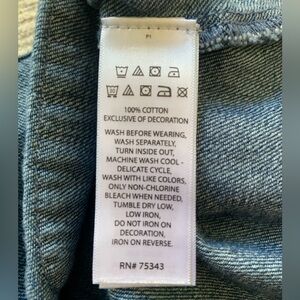 100% COTTON
EXCLUSIVE OF DECORATION
WASH BEFORE WEARING,
WASH SEPARATELY,
TURN INSIDE OUT,
MACHINE WASH COOL -
DELICATE CYCLE,
WASH WITH LIKE COLORS,
ONLY NON-CHLORINE
BLEACH WHEN NEEDED,
TUMBLE DRY LOW,
LOW IRON,
DO NOT IRON ON
DECORATION,
IRON ON REVERSE.
RN# 75343